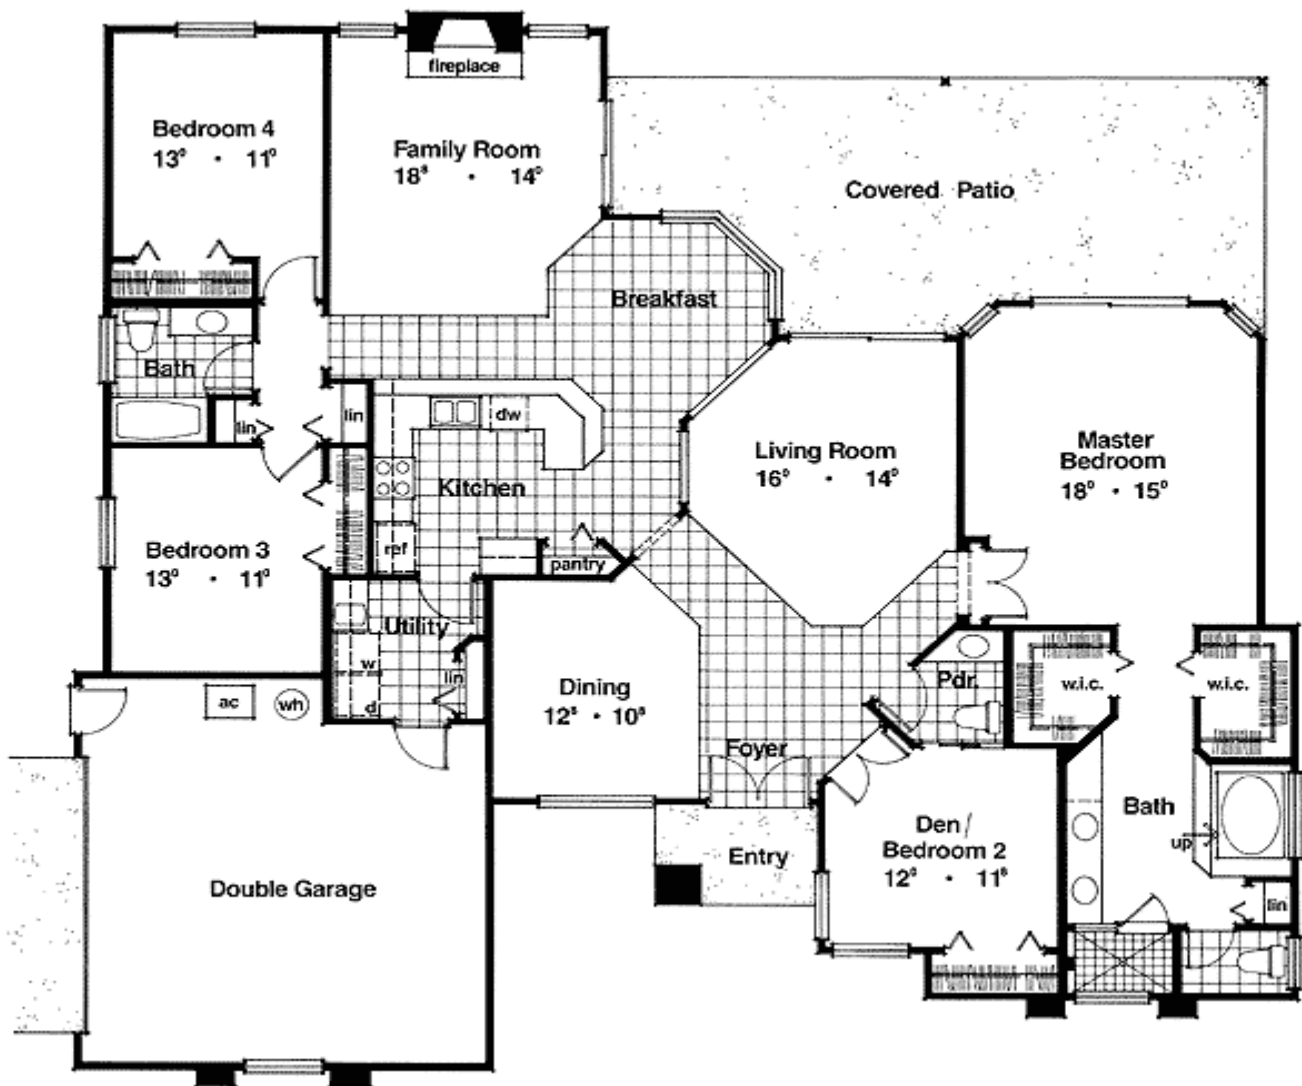 fireplace
Bedroom 4
13⁰ · 11⁰
Family Room
18⁸ · 14⁰
Covered Patio
Breakfast
Bath
lin
lin
dw
Living Room
16⁰ · 14⁰
Master
Bedroom
18⁰ · 15⁰
Kitchen
Bedroom 3
13⁰ · 11⁰
ref
pantry
Utility
w
lin
d
Dining
12⁸ · 10⁸
Pdr.
w.i.c.
w.i.c.
ac
wh
Foyer
Bath
up
Den/
Bedroom 2
12⁰ · 11⁸
Entry
Double Garage
lin